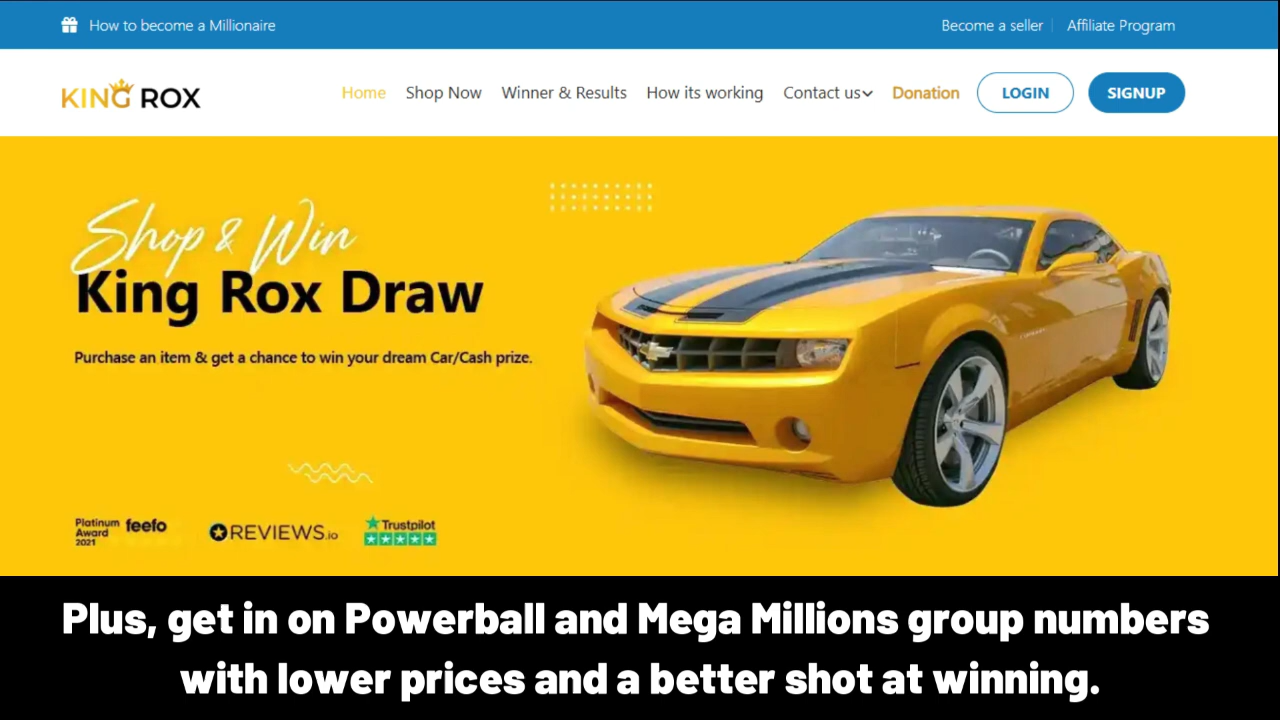 How to become a Millionaire
Become a seller
Affiliate Program
KING ROX
Home
Shop Now
Winner & Results
How its working
Contact us
Donation
LOGIN
SIGNUP
Shop & Win
King Rox Draw
Purchase an item & get a chance to win your dream Car/Cash prize.
Platinum
Award
2021
feefo
REVIEWS.io
Trustpilot
Plus, get in on Powerball and Mega Millions group numbers
with lower prices and a better shot at winning.